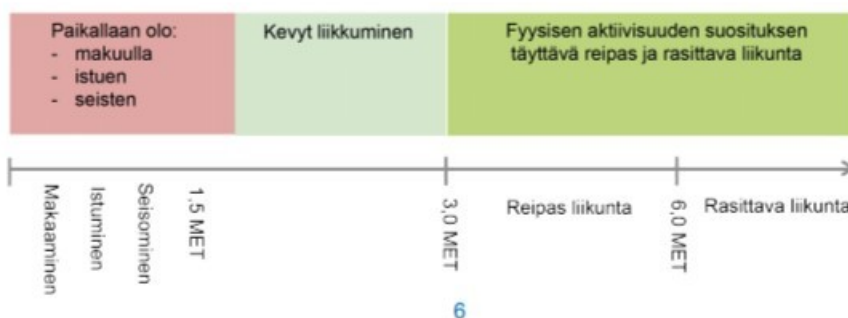 Paikallaan olo:
- makuulla
- istuen
- seisten
Kevyt liikkuminen
Fyysisen aktiivisuuden suosituksen
täyttävä reipas ja rasittava liikunta
Makaaminen
Istuminen
Seisominen
1,5 MET
3,0 MET
Reipas liikunta
6,0 MET
Rasittava liikunta
6